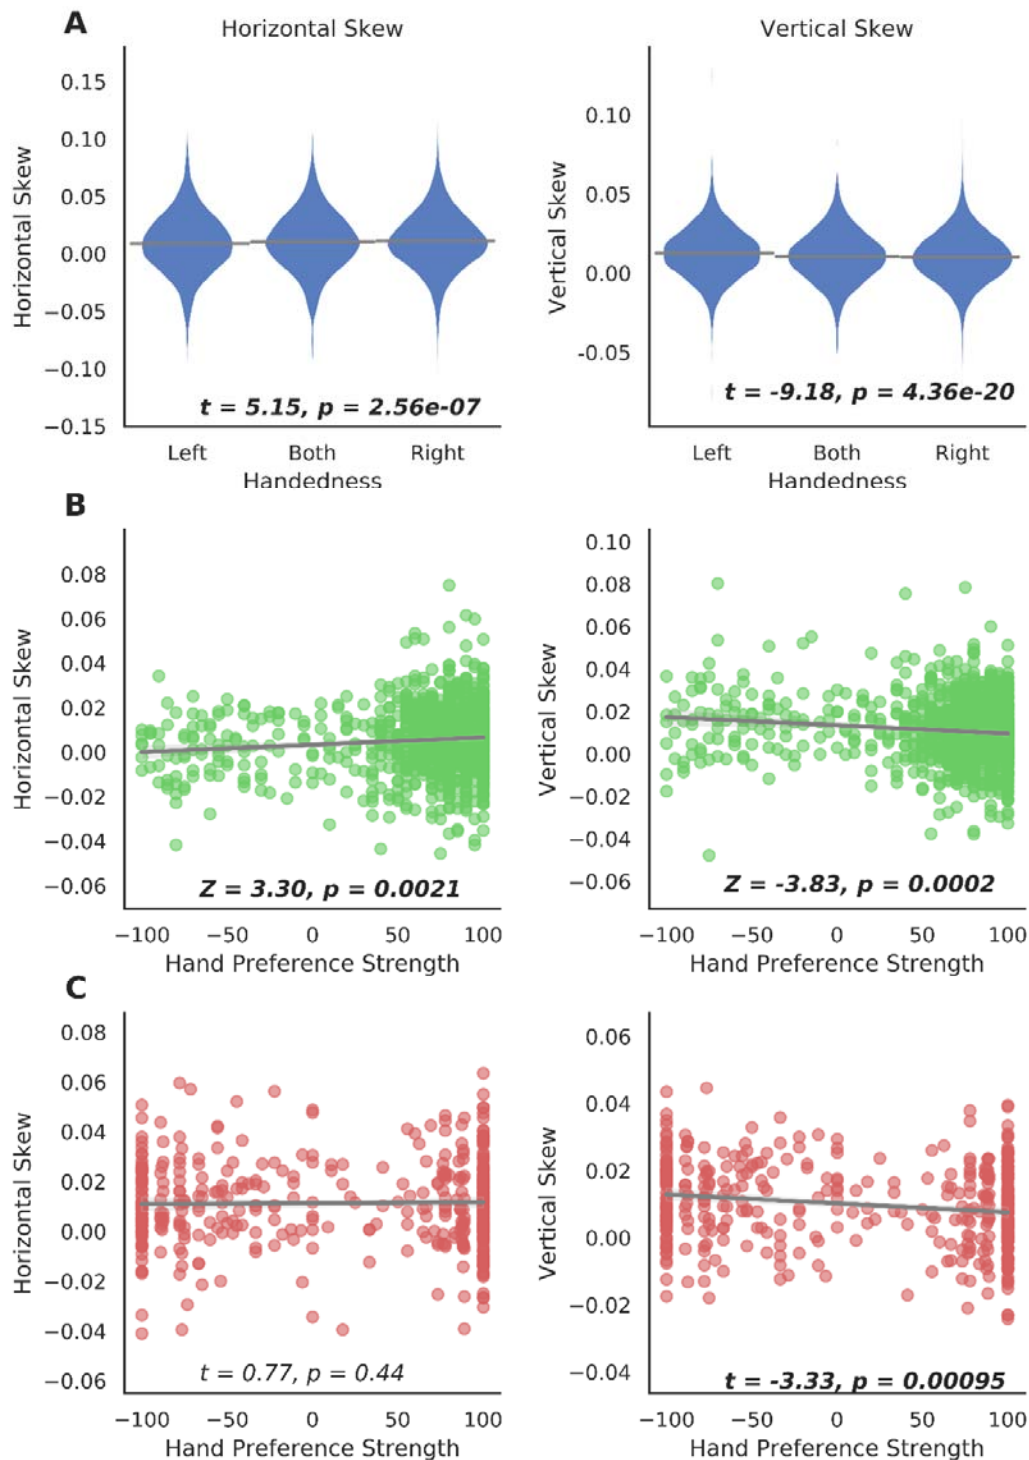 A
Horizontal Skew
Vertical Skew
Horizontal Skew
0.15
0.10
0.05
0.00
−0.05
−0.10
−0.15
t = 5.15, p = 2.56e-07
Left Both Right
Handedness
Vertical Skew
0.10
0.05
0.00
-0.05
t = -9.18, p = 4.36e-20
Left Both Right
Handedness
B
Horizontal Skew
0.08
0.06
0.04
0.02
0.00
−0.02
−0.04
−0.06
Z = 3.30, p = 0.0021
−100 −50 0 50 100
Hand Preference Strength
Vertical Skew
0.10
0.08
0.06
0.04
0.02
0.00
−0.02
−0.04
−0.06
Z = -3.83, p = 0.0002
−100 −50 0 50 100
Hand Preference Strength
C
Horizontal Skew
0.08
0.06
0.04
0.02
0.00
−0.02
−0.04
−0.06
t = 0.77, p = 0.44
−100 −50 0 50 100
Hand Preference Strength
Vertical Skew
0.06
0.04
0.02
0.00
−0.02
−0.04
t = -3.33, p = 0.00095
−100 −50 0 50 100
Hand Preference Strength